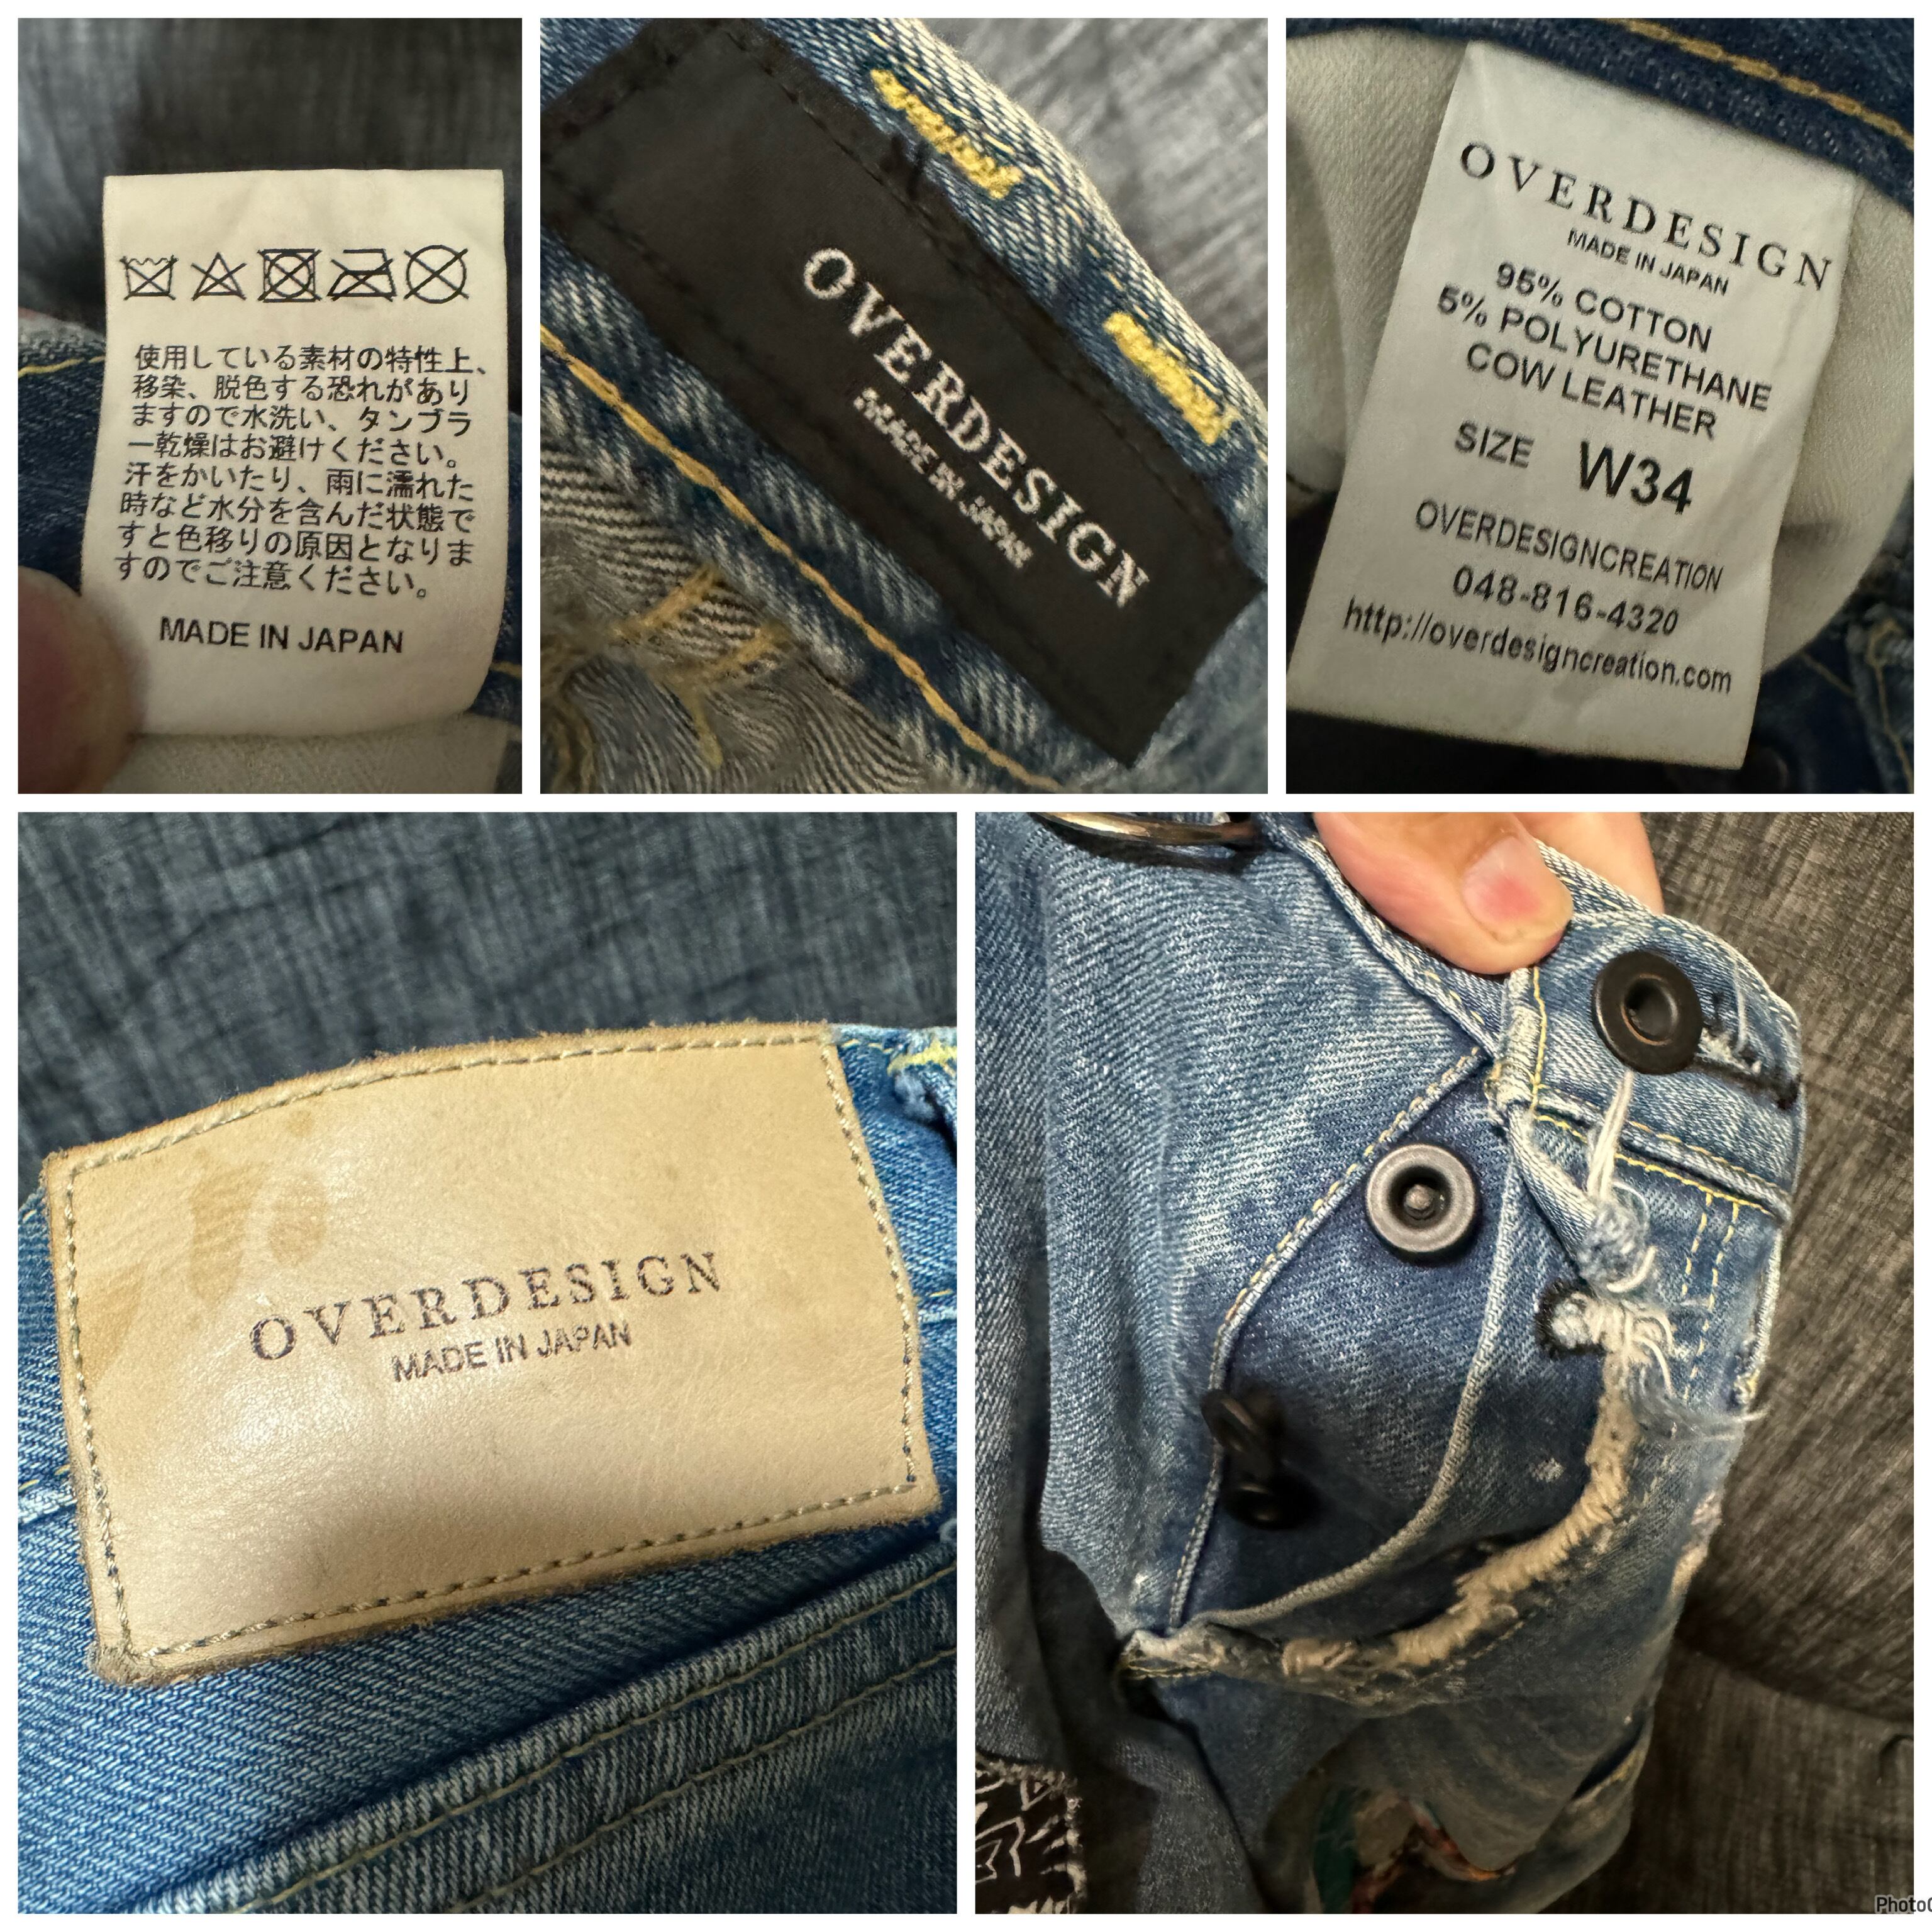 使用している素材の特性上、
移染、脱色する恐れがあり
ますので水洗い、タンブラ
ー乾燥はお避けください。
汗をかいたり、雨に濡れた
時など水分を含んだ状態で
すと色移りの原因となりま
すのでご注意ください。
MADE IN JAPAN
OVERDESIGN
MADE IN JAPAN
OVERDESIGN
MADE IN JAPAN
95% COTTON
5% POLYURETHANE
COW LEATHER
SIZE W34
OVERDESIGNCREATION
048-816-4320
http://overdesigncreation.com
OVERDESIGN
MADE IN JAPAN